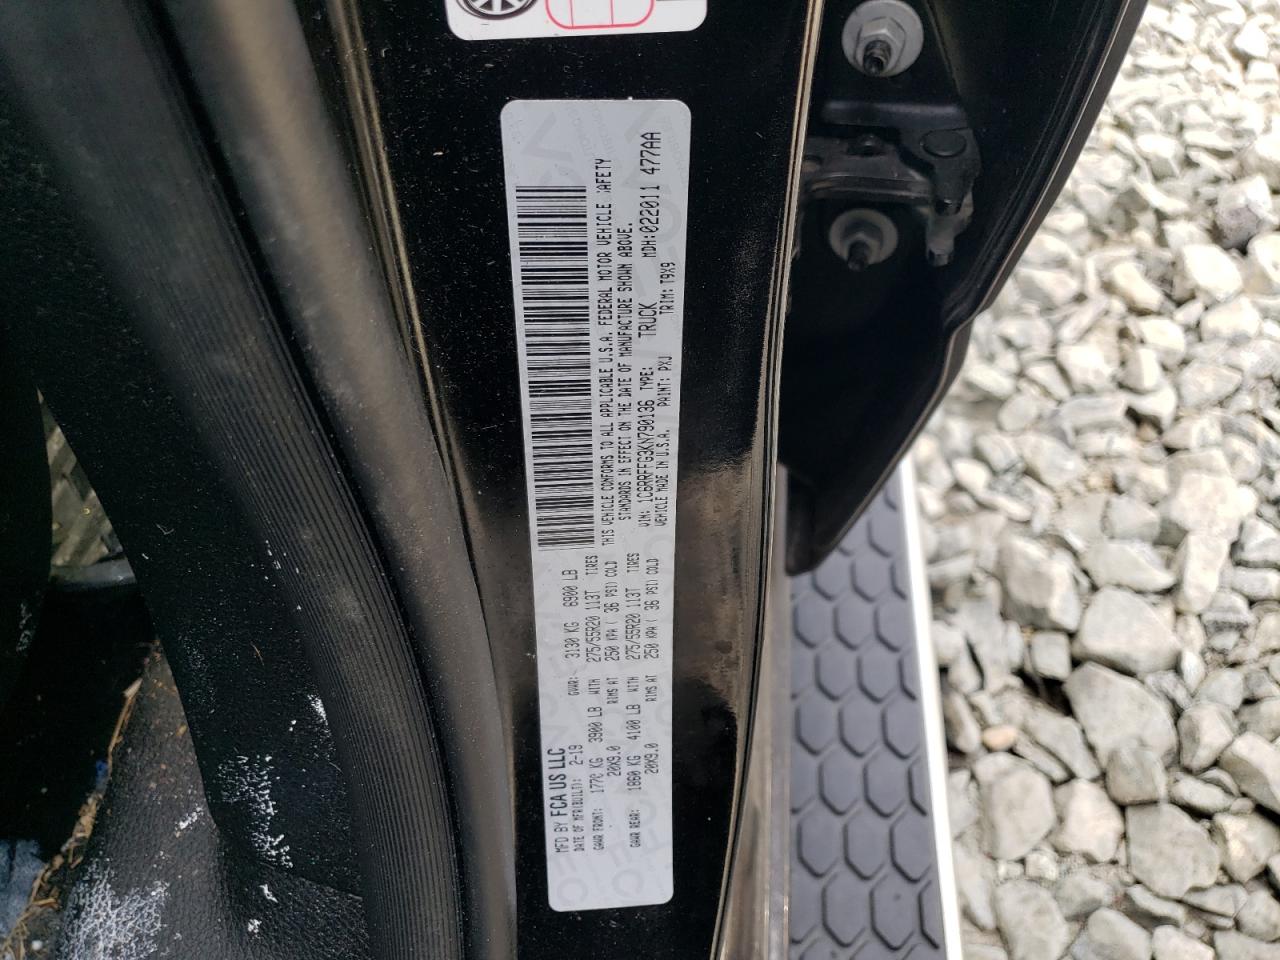 MFD BY FCA US LLC
DATE OF MFR(BUILT): 2-19 GVWR: 3130 KG 6900 LB
GAWR FRONT: 1770 KG 3900 LB WITH 275/55R20 113T TIRES
20X9.0 RIMS AT 250 KPA( 36 PSI) COLD
GAWR REAR: 1860 KG 4100 LB WITH 275/55R20 113T TIRES
20X9.0 RIMS AT 250 KPA( 36 PSI) COLD
THIS VEHICLE CONFORMS TO ALL APPLICABLE U.S.A. FEDERAL MOTOR VEHICLE SAFETY
STANDARDS IN EFFECT ON THE DATE OF MANUFACTURE SHOWN ABOVE.
VIN: 1C6RRFFG3KN790136 TYPE: TRUCK MDH:022011 477AA
VEHICLE MADE IN U.S.A. PAINT: PXJ TRIM: T9X9